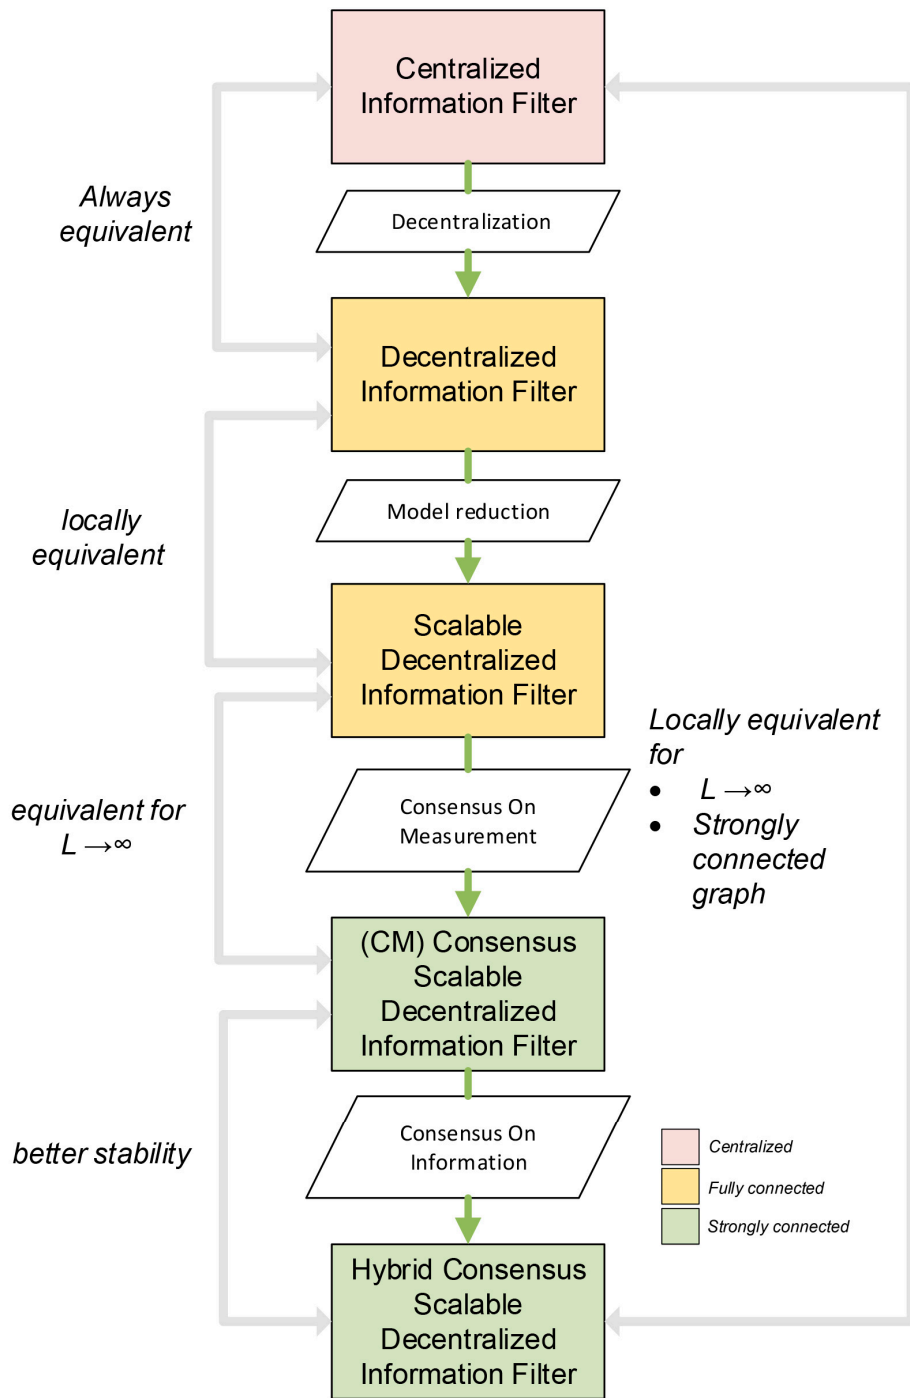 Centralized
Information Filter
Always
equivalent
Decentralization
Decentralized
Information Filter
Model reduction
locally
equivalent
Scalable
Decentralized
Information Filter
Locally equivalent
for
• L →∞
• Strongly
connected
graph
equivalent for
L →∞
Consensus On
Measurement
(CM) Consensus
Scalable
Decentralized
Information Filter
better stability
Consensus On
Information
Centralized
Fully connected
Strongly connected
Hybrid Consensus
Scalable
Decentralized
Information Filter